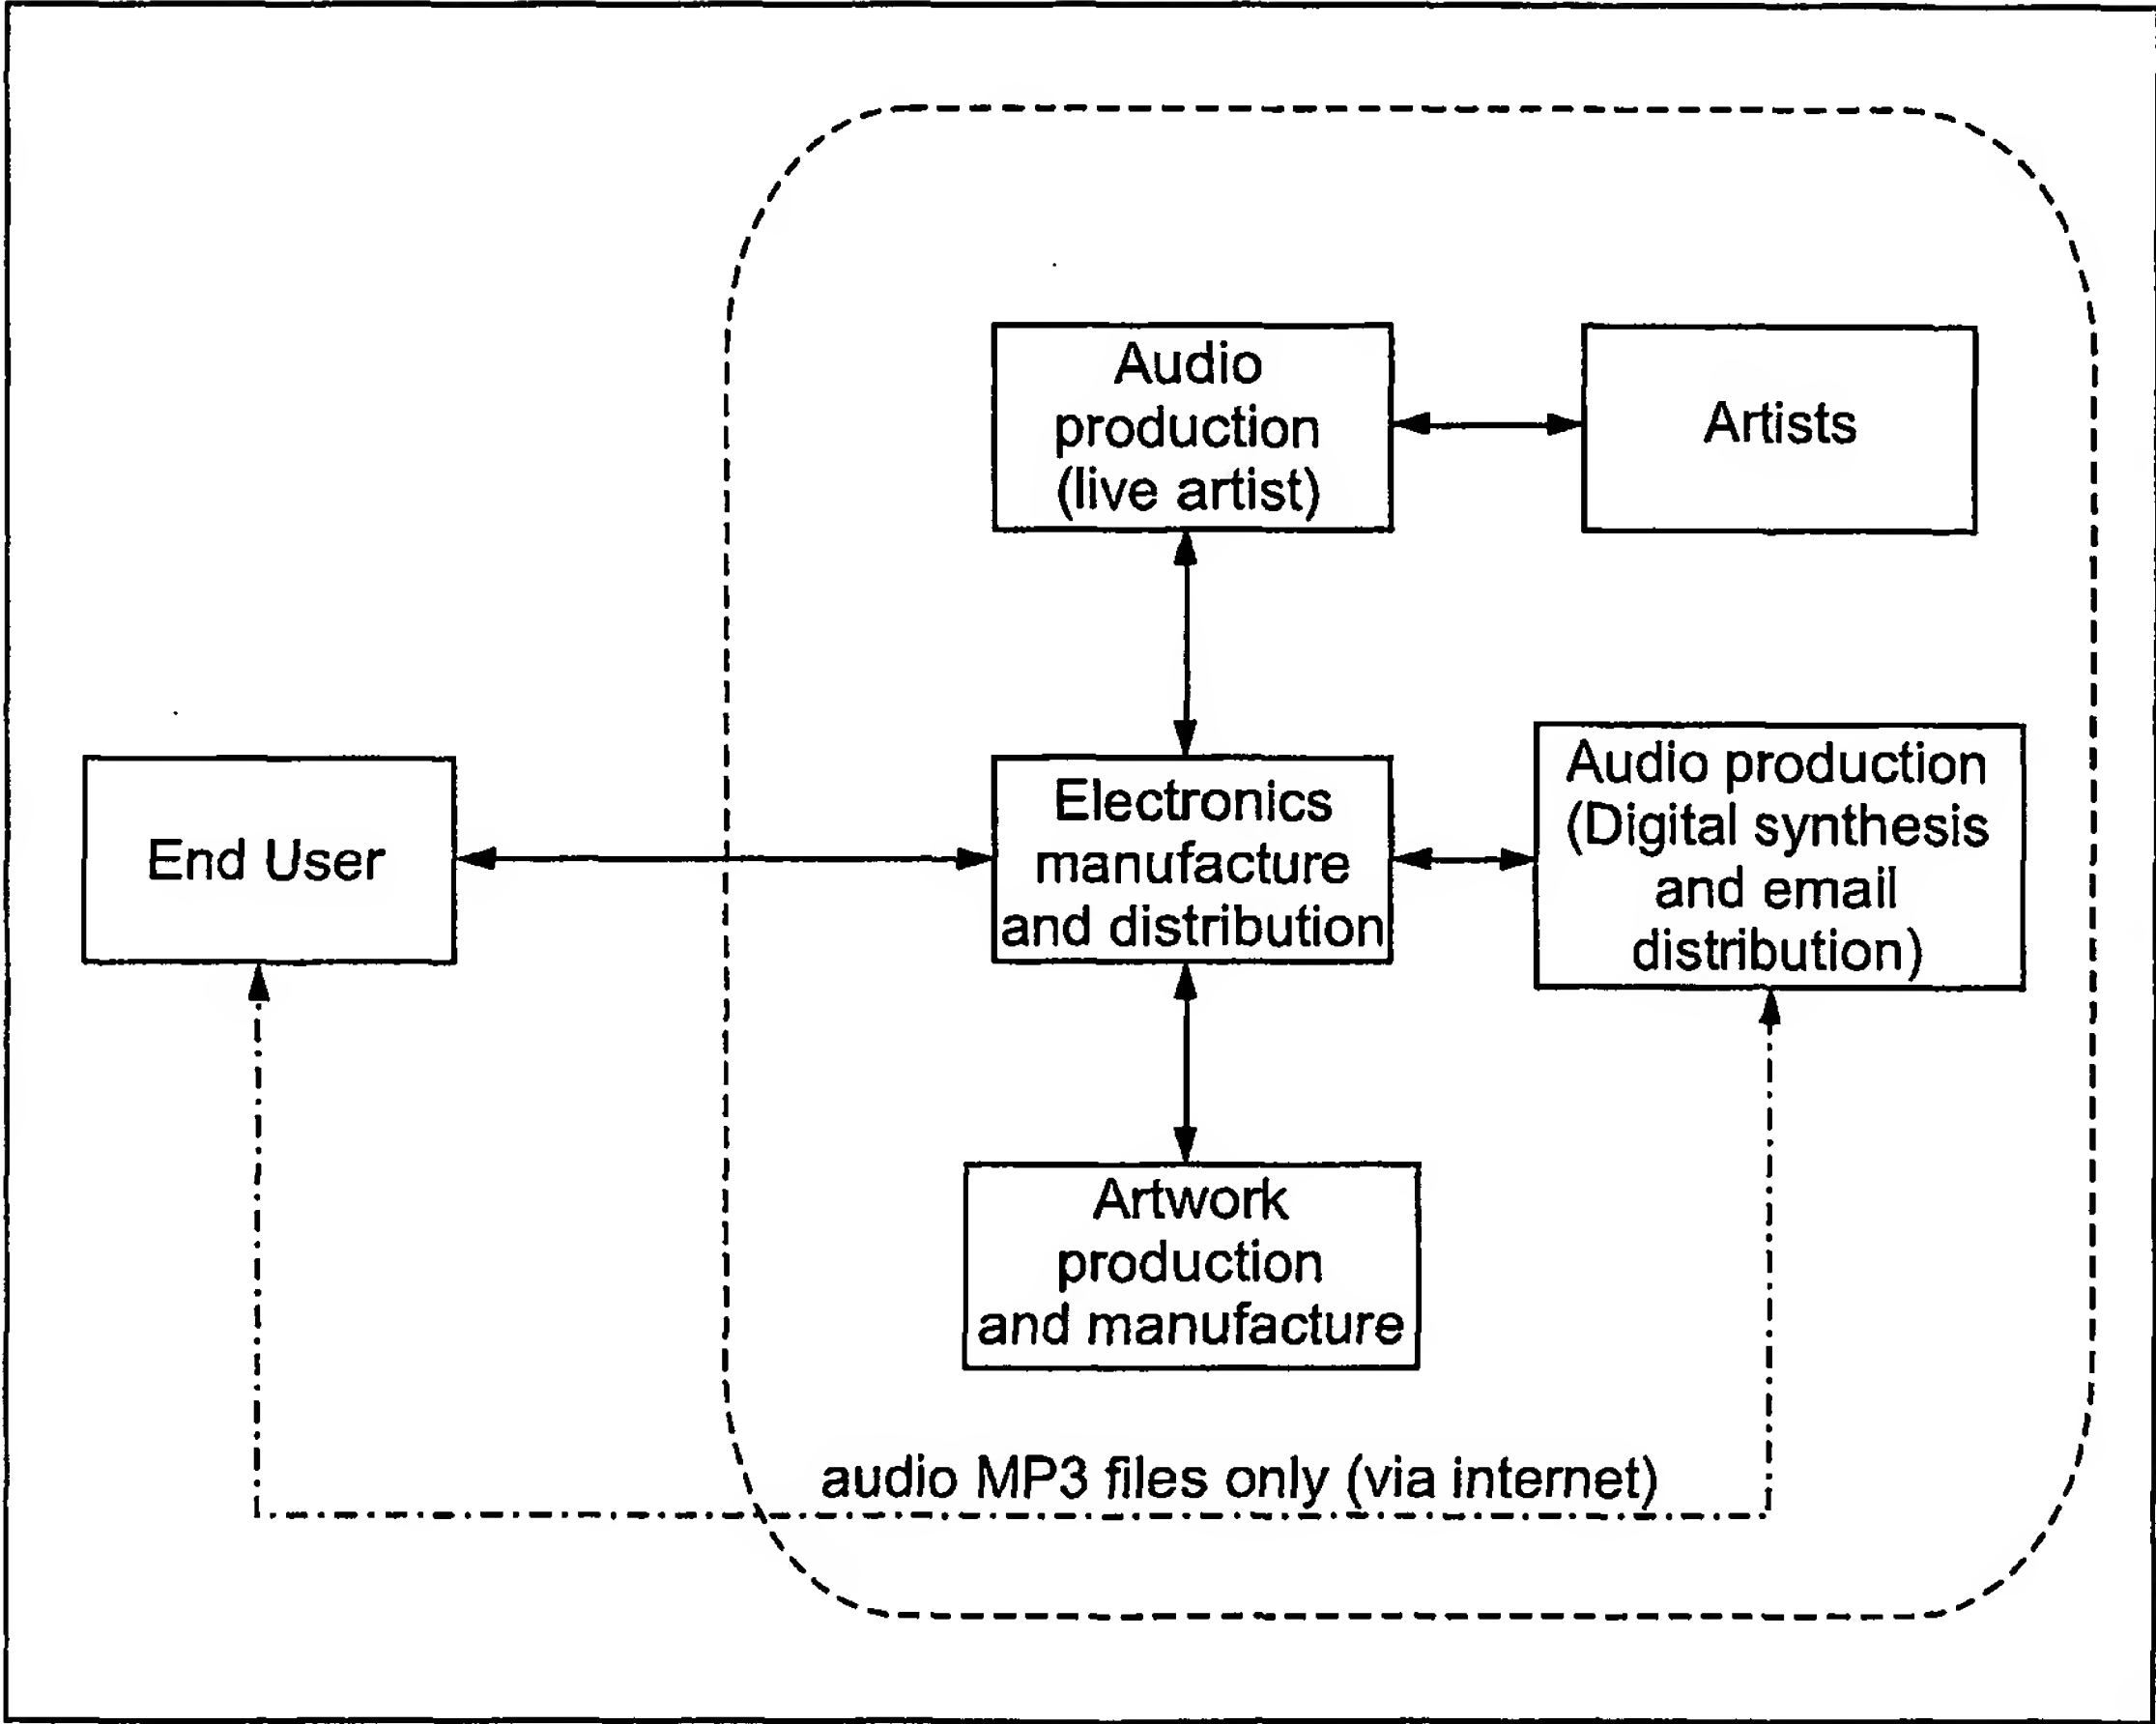 Audio
production
(live artist)
Artists
End User
Electronics
manufacture
and distribution
Audio production
(Digital synthesis
and email
distribution)
Artwork
production
and manufacture
audio MP3 files only (via internet)